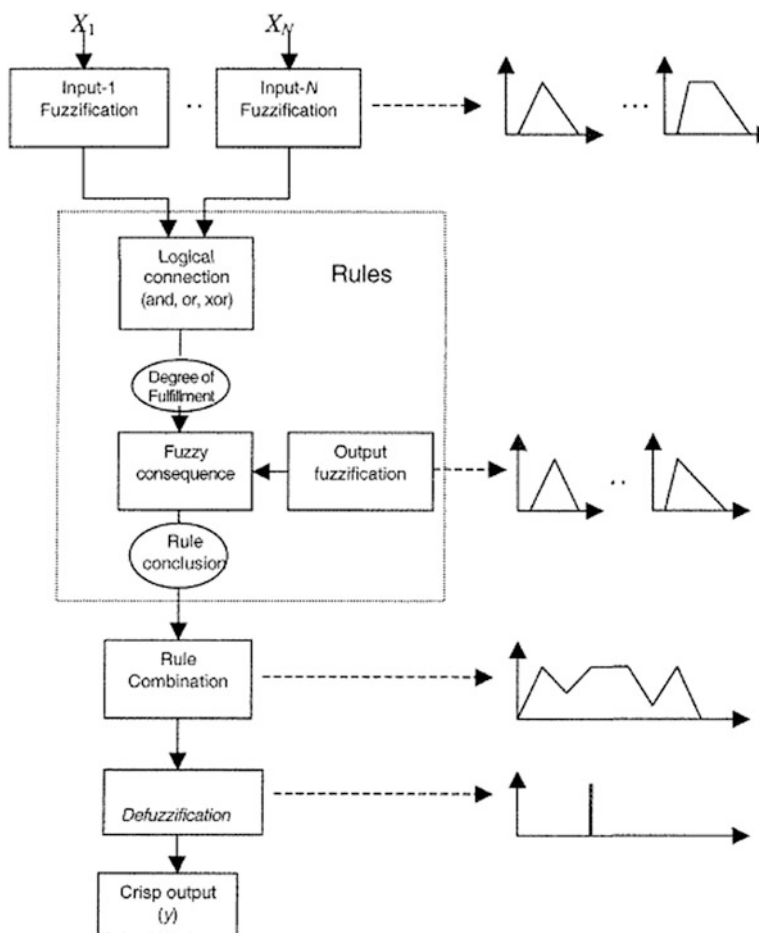 X1
XN
Input-1
Fuzzification
. .
Input-N
Fuzzification
...
Logical
connection
(and, or, xor)
Rules
Degree of
Fulfillment
Fuzzy
consequence
Output
fuzzification
. .
Rule
conclusion
Rule
Combination
Defuzzification
Crisp output
(y)